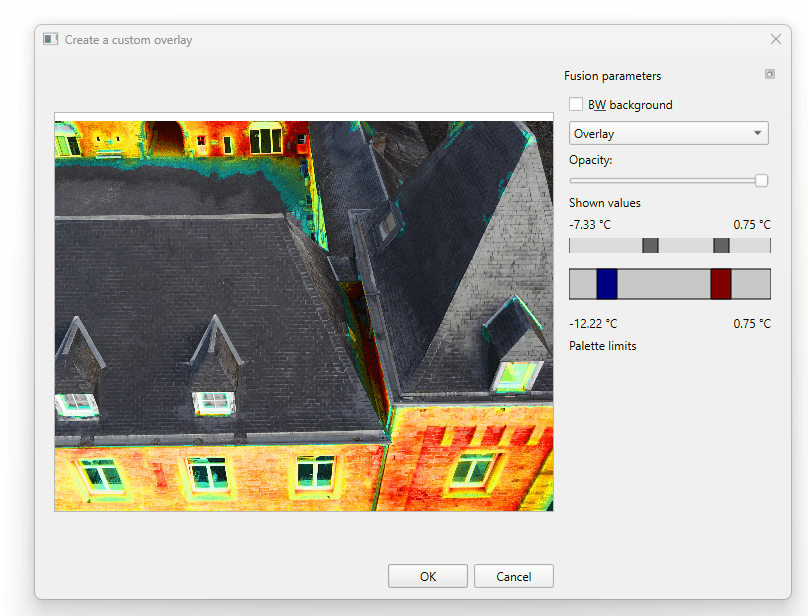 Create a custom overlay
Fusion parameters
BW background
Overlay
Opacity:
Shown values
-7.33 °C 0.75 °C
-12.22 °C 0.75 °C
Palette limits
OK Cancel